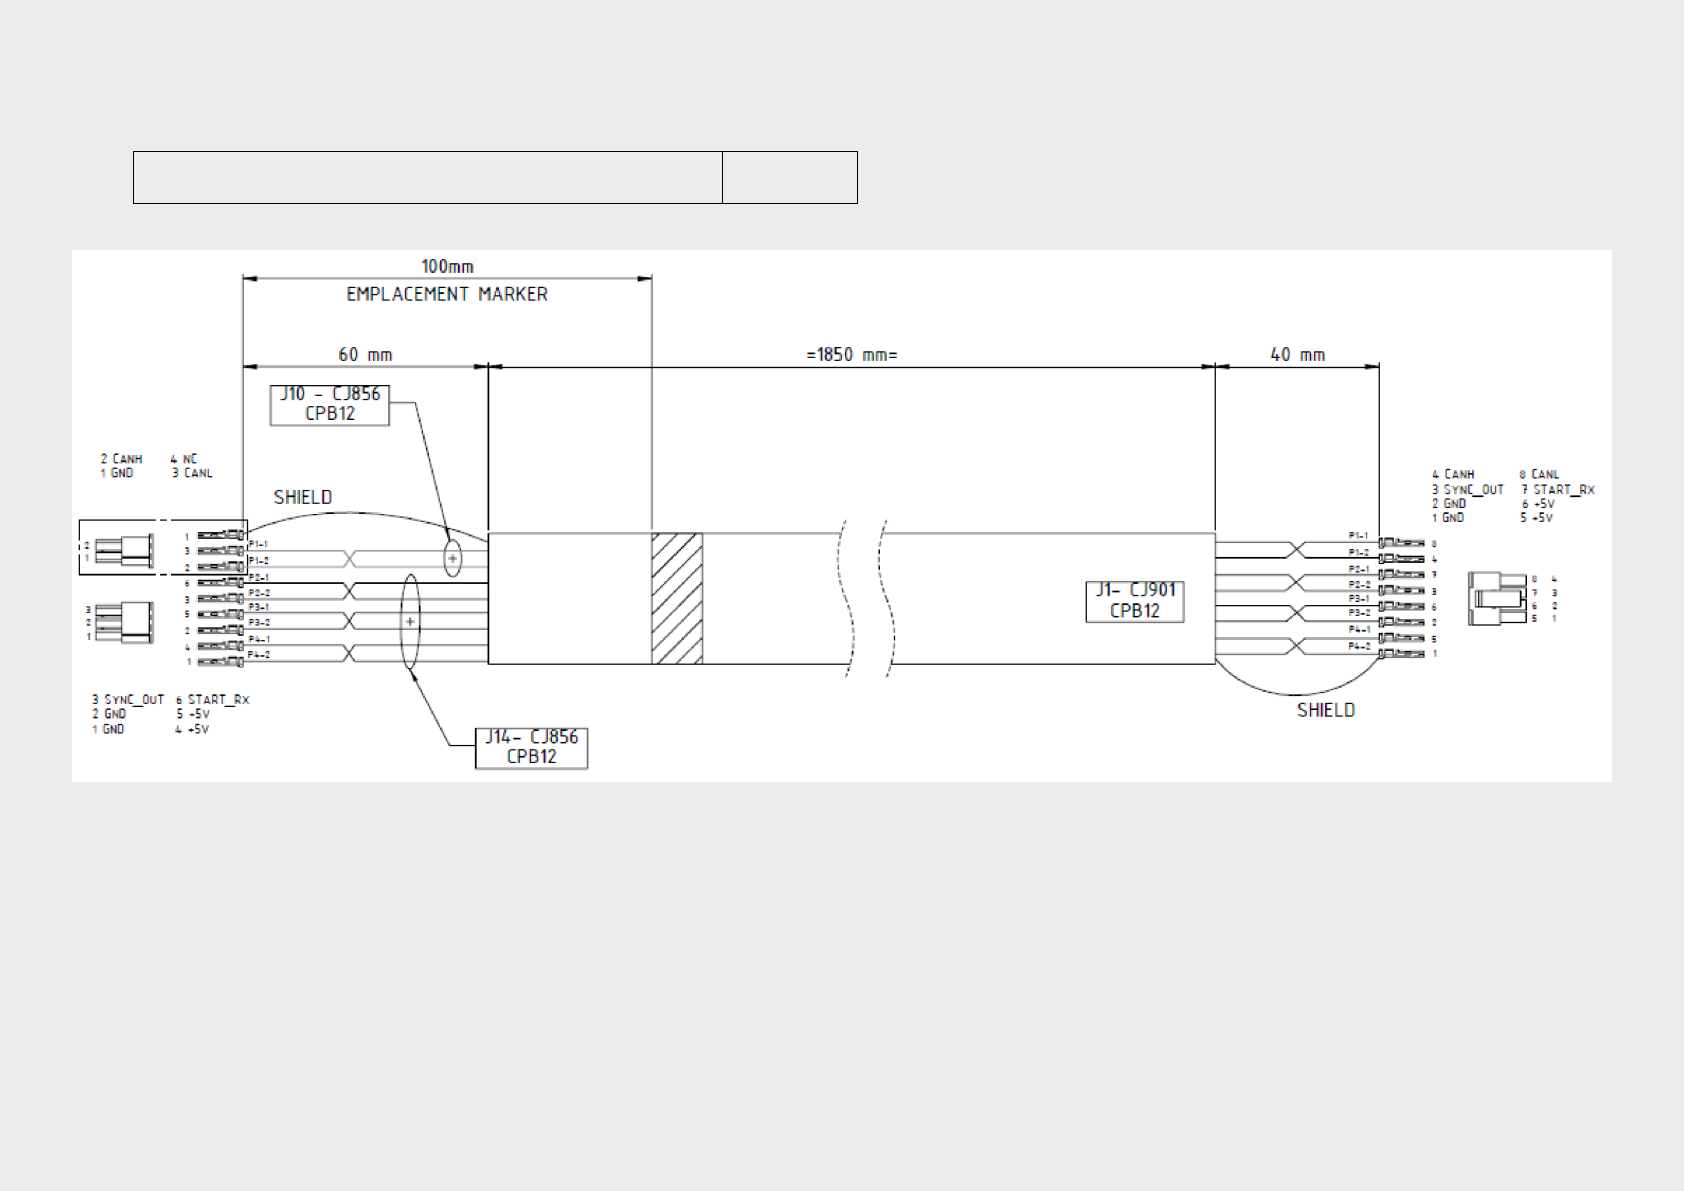 100mm
EMPLACEMENT MARKER
60 mm
=1850 mm=
40 mm
J10 - CJ856
CPB12
2 CANH 4 NC
1 GND 3 CANL
SHIELD
4 CANH 8 CANL
3 SYNC_OUT 7 START_RX
2 GND 6 +5V
1 GND 5 +5V
2
1
1
3
2
6
3
5
2
4
1
P1-1
P1-2
P2-1
P2-2
P3-1
P3-2
P4-1
P4-2
3
2
1
J1- CJ901
CPB12
P1-1
P1-2
P2-1
P2-2
P3-1
P3-2
P4-1
P4-2
8
4
7
3
6
2
5
1
8 4
7 3
6 2
5 1
3 SYNC_OUT 6 START_RX
2 GND 5 +5V
1 GND 4 +5V
SHIELD
J14- CJ856
CPB12